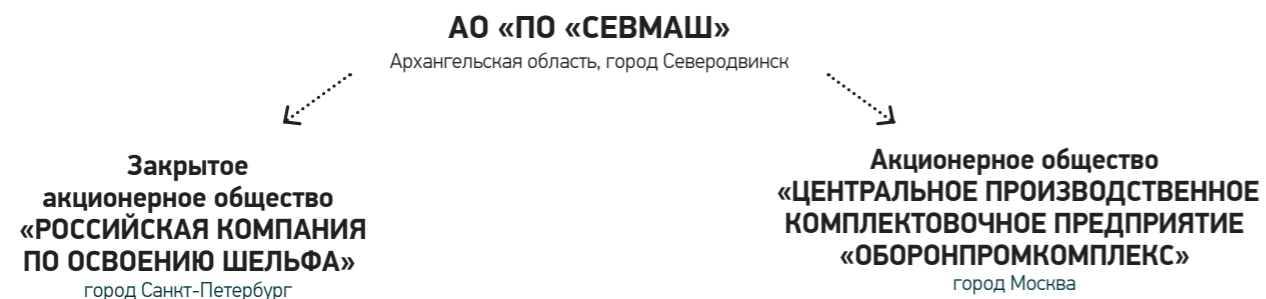 АО «ПО «СЕВМАШ»
Архангельская область, город Северодвинск
Закрытое
акционерное общество
«РОССИЙСКАЯ КОМПАНИЯ
ПО ОСВОЕНИЮ ШЕЛЬФА»
город Санкт-Петербург
Акционерное общество
«ЦЕНТРАЛЬНОЕ ПРОИЗВОДСТВЕННОЕ
КОМПЛЕКТОВОЧНОЕ ПРЕДПРИЯТИЕ
«ОБОРОНПРОМКОМПЛЕКС»
город Москва